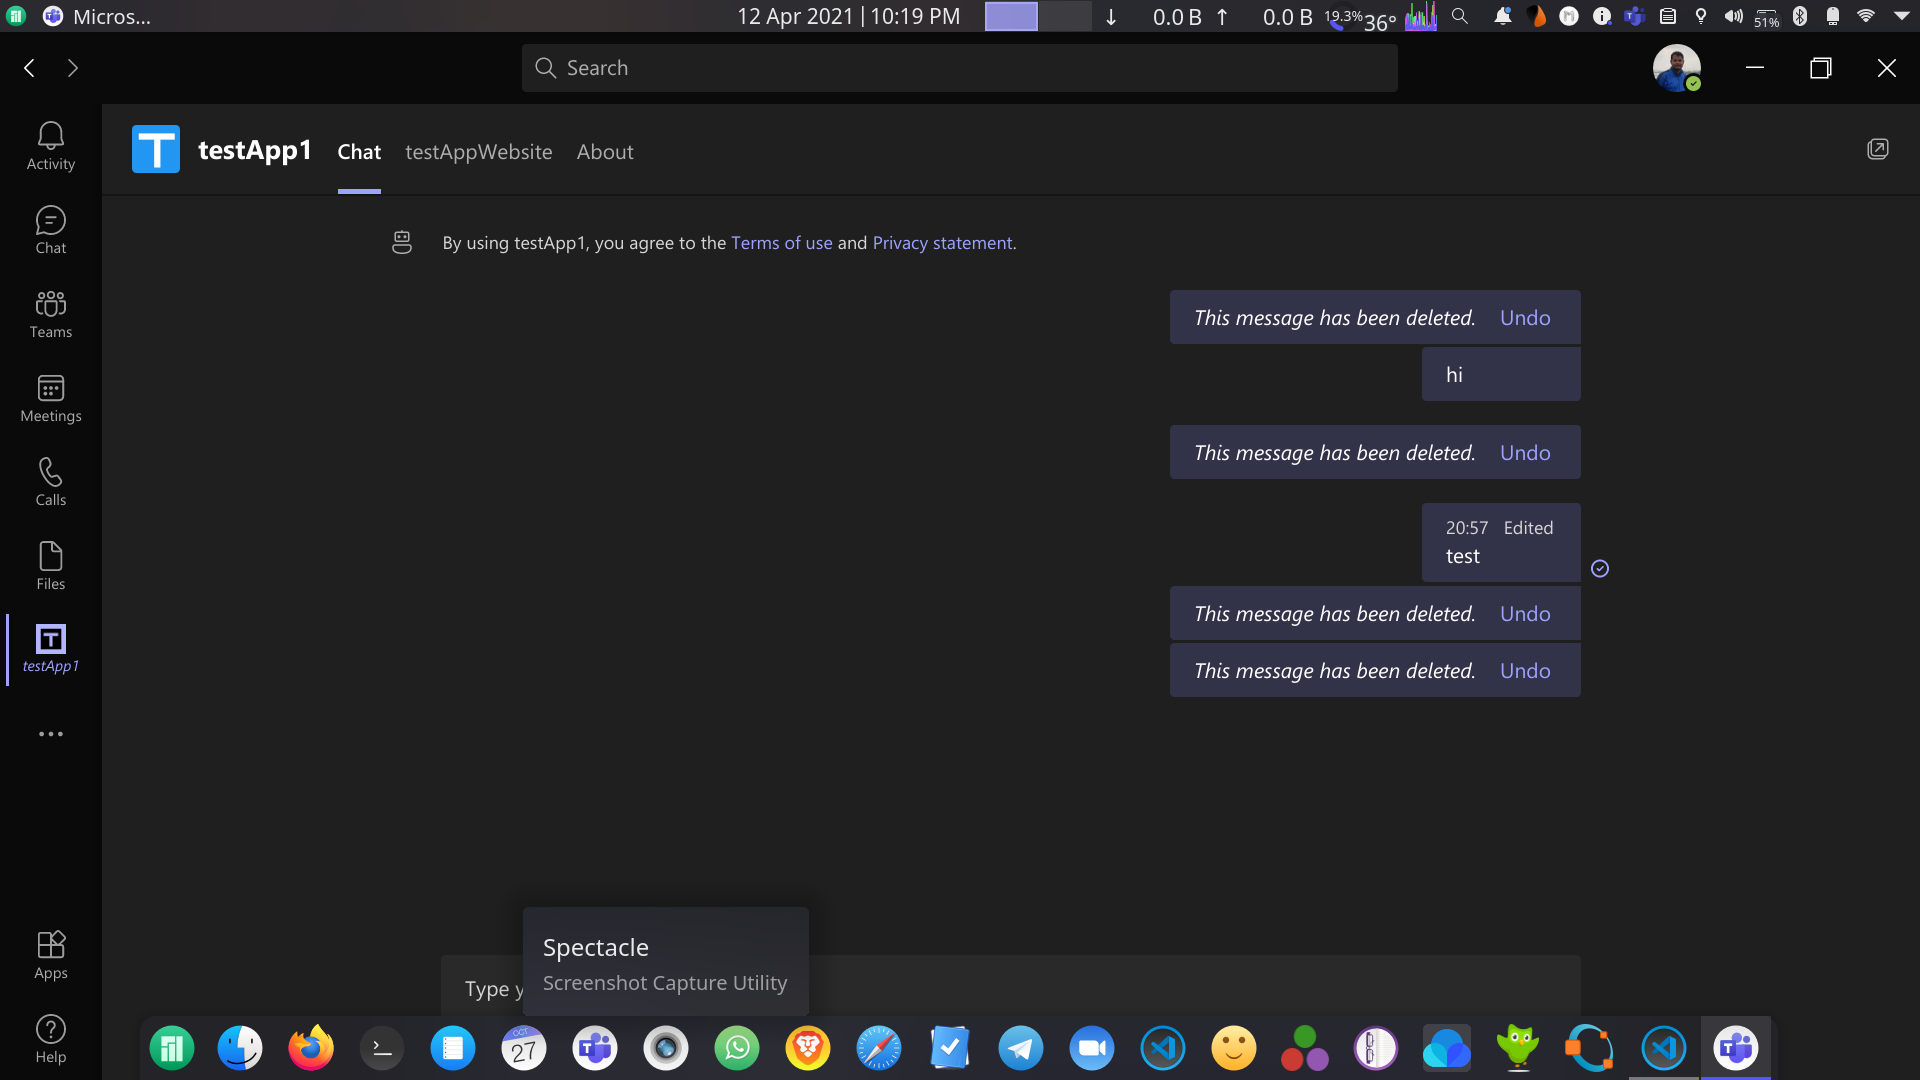 Micros...
12 Apr 2021 | 10:19 PM
↓ 0.0 B ↑ 0.0 B
19.3% 36°
51%
Search
testApp1
Chat
testAppWebsite
About
Activity
Chat
Teams
Meetings
Calls
Files
testApp1
Apps
Help
By using testApp1, you agree to the Terms of use and Privacy statement.
This message has been deleted. Undo
hi
This message has been deleted. Undo
20:57 Edited
test
This message has been deleted. Undo
This message has been deleted. Undo
Type y
Spectacle
Screenshot Capture Utility
OCT
27